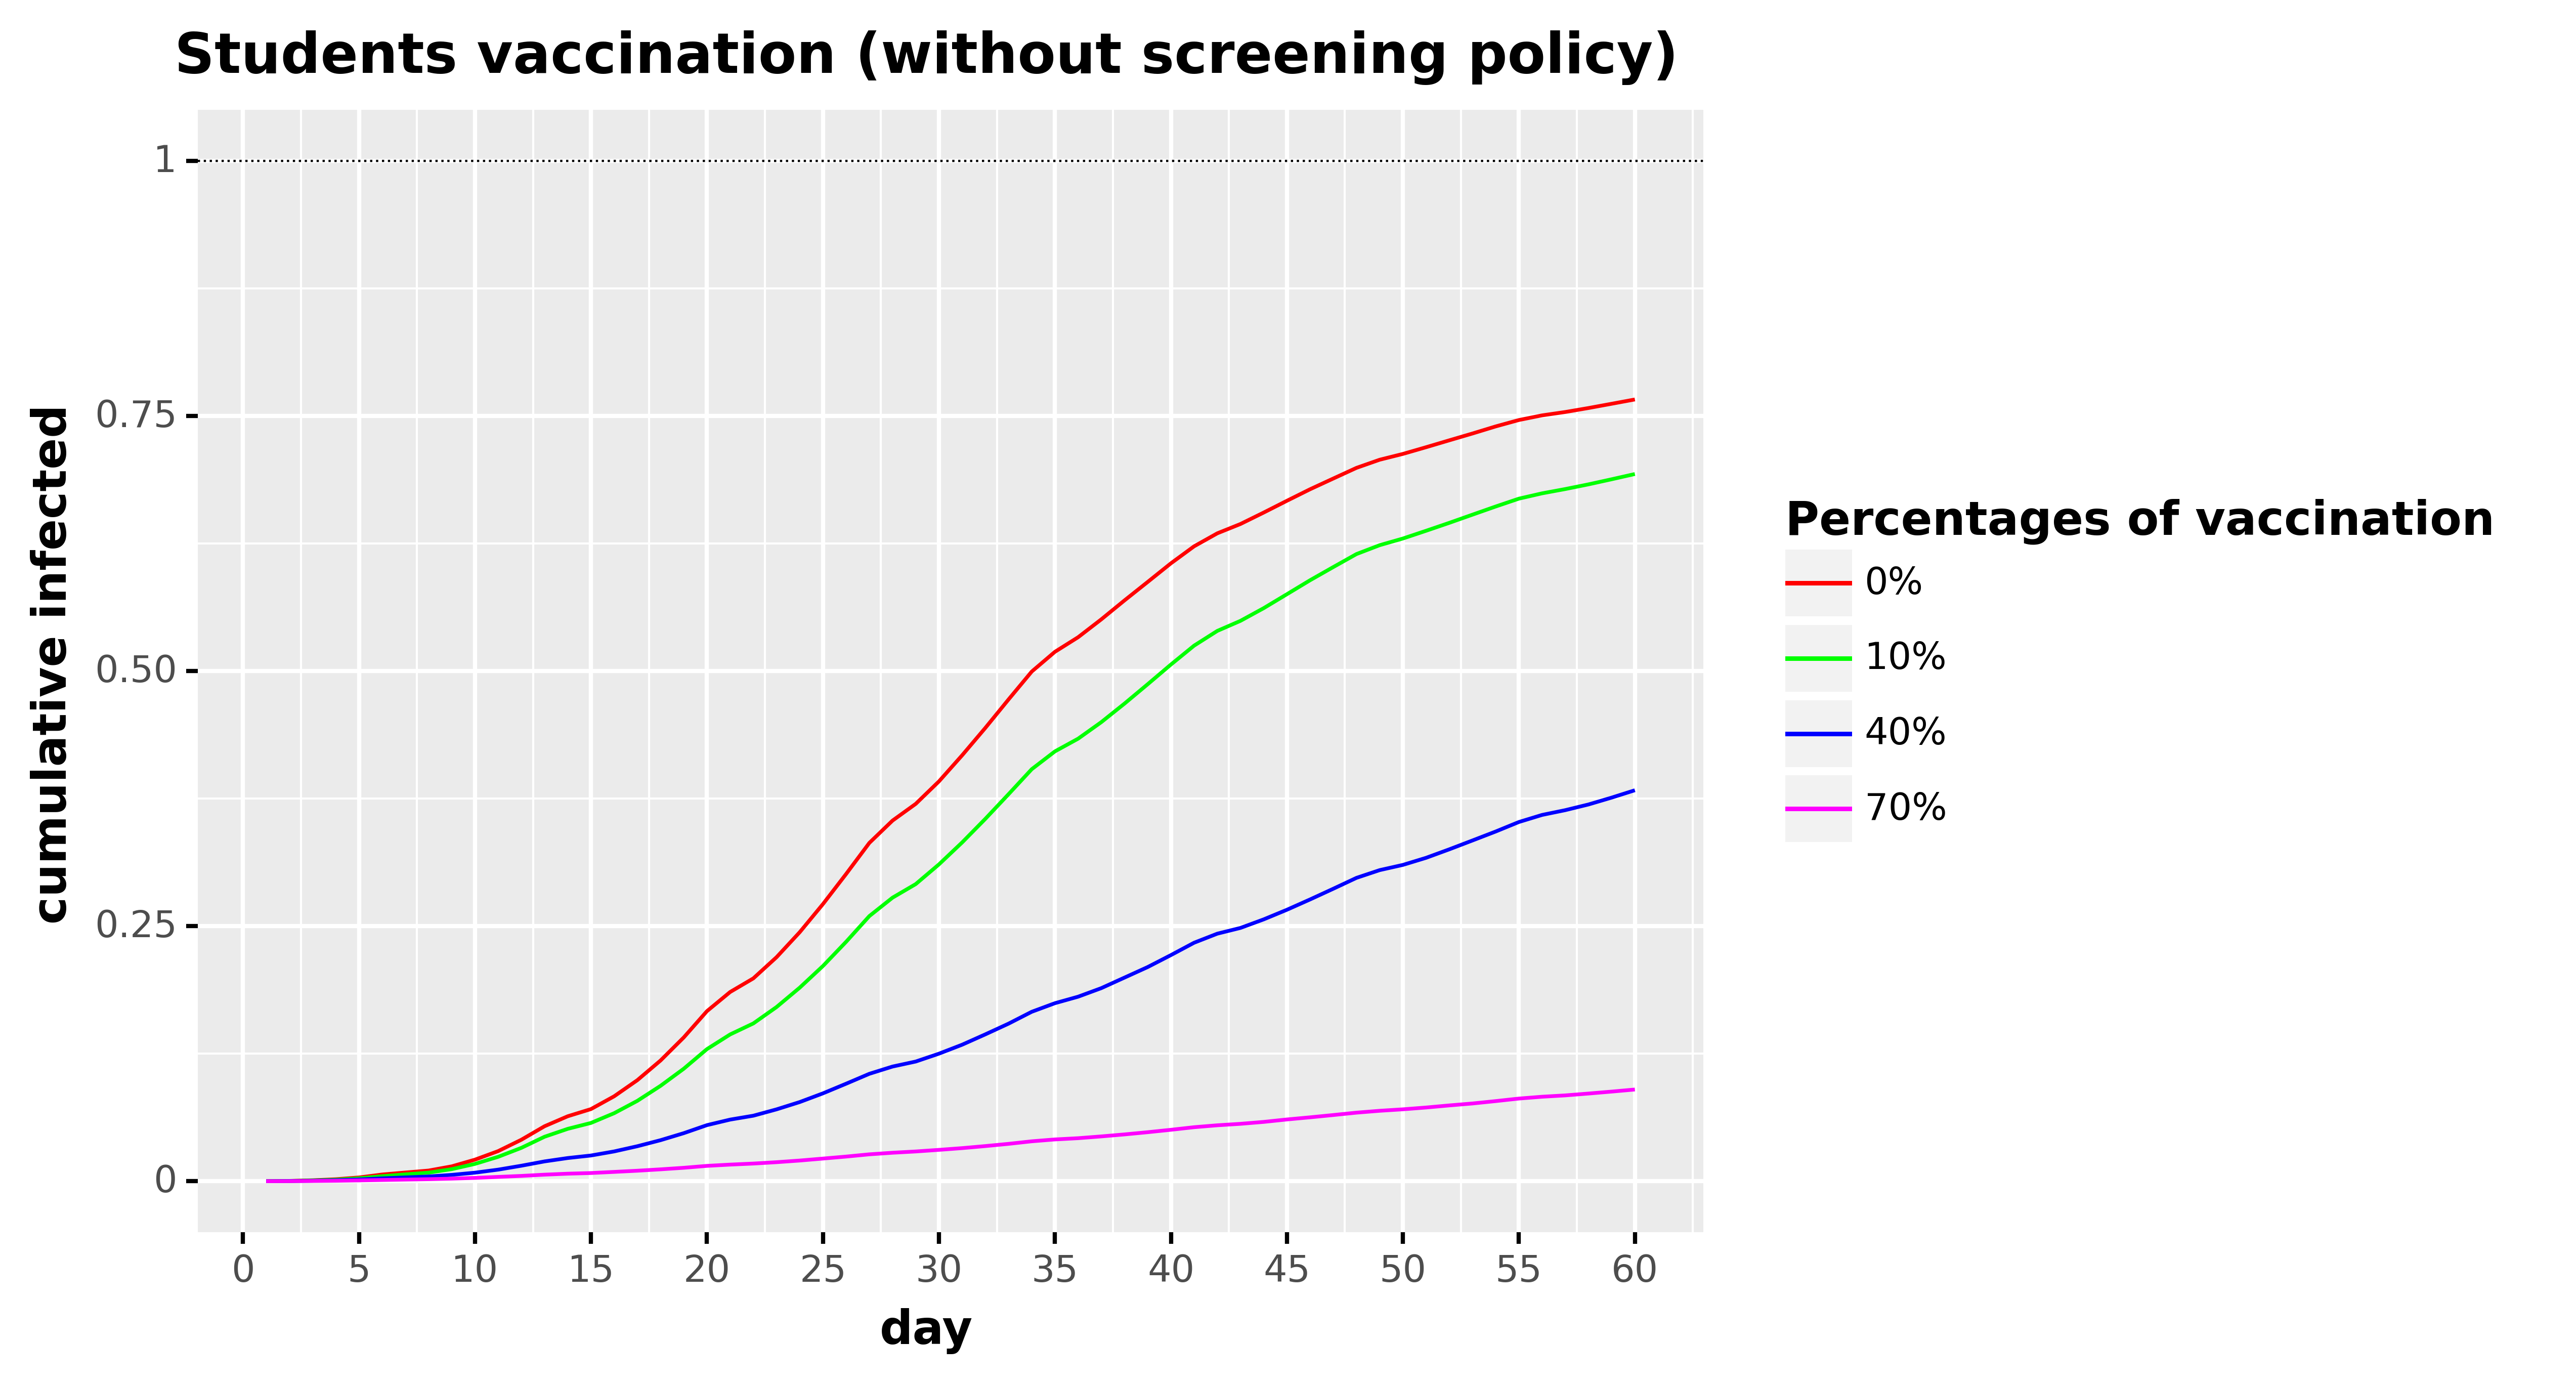 Students vaccination (without screening policy)
cumulative infected
1
0.75
0.50
0.25
0
0 5 10 15 20 25 30 35 40 45 50 55 60
day
Percentages of vaccination
0%
10%
40%
70%